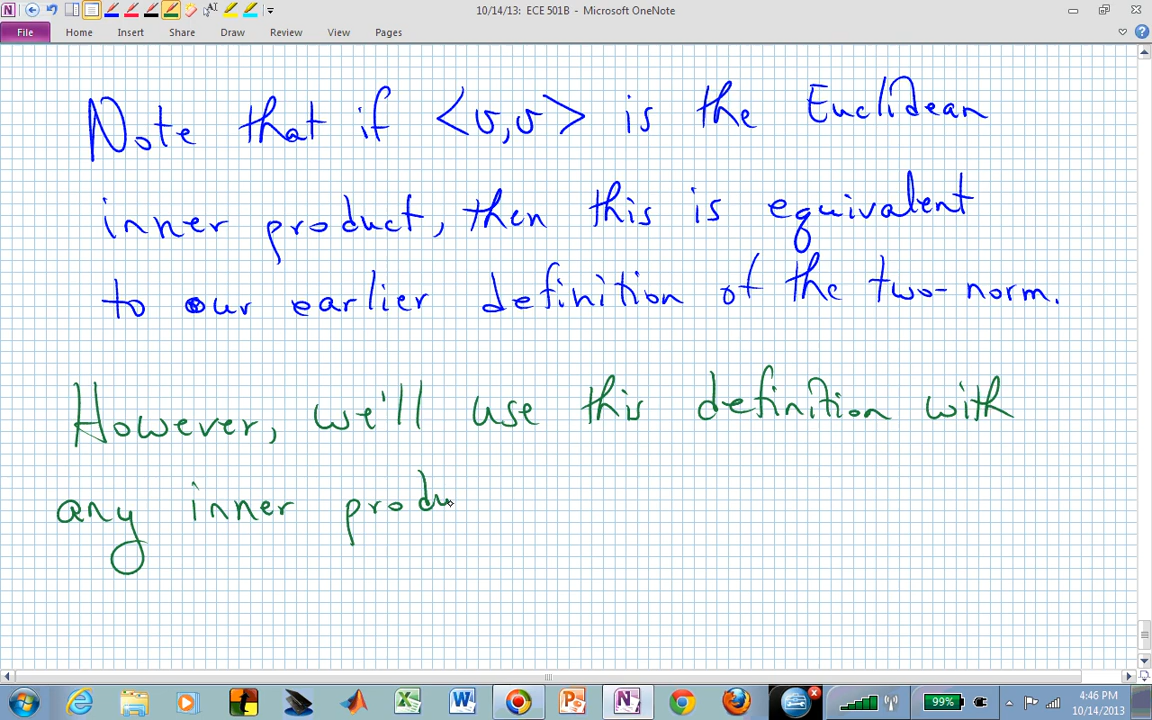 10/14/13: ECE 501B - Microsoft OneNote
File Home Insert Share Draw Review View Pages
Note that if <v,v> is the Euclidean
inner product, then this is equivalent
to our earlier definition of the two-norm.
However, we'll use this definition with
any inner produ
99%
4:46 PM
10/14/2013